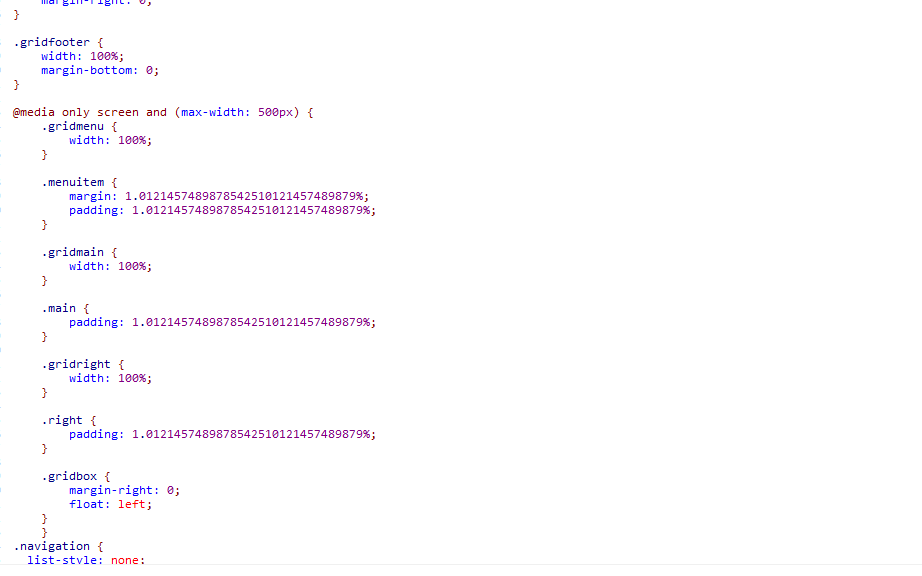 margin-right: 0;
}
.gridfooter {
width: 100%;
margin-bottom: 0;
}
@media only screen and (max-width: 500px) {
.gridmenu {
width: 100%;
}
.menuitem {
margin: 1.01214574898785425101214574898​79%;
padding: 1.0121457489878542510121457489879%;
}
.gridmain {
width: 100%;
}
.main {
padding: 1.0121457489878542510121457489879%;
}
.gridright {
width: 100%;
}
.right {
padding: 1.0121457489878542510121457489879%;
}
.gridbox {
margin-right: 0;
float: left;
}
}
.navigation {
list-style: none;